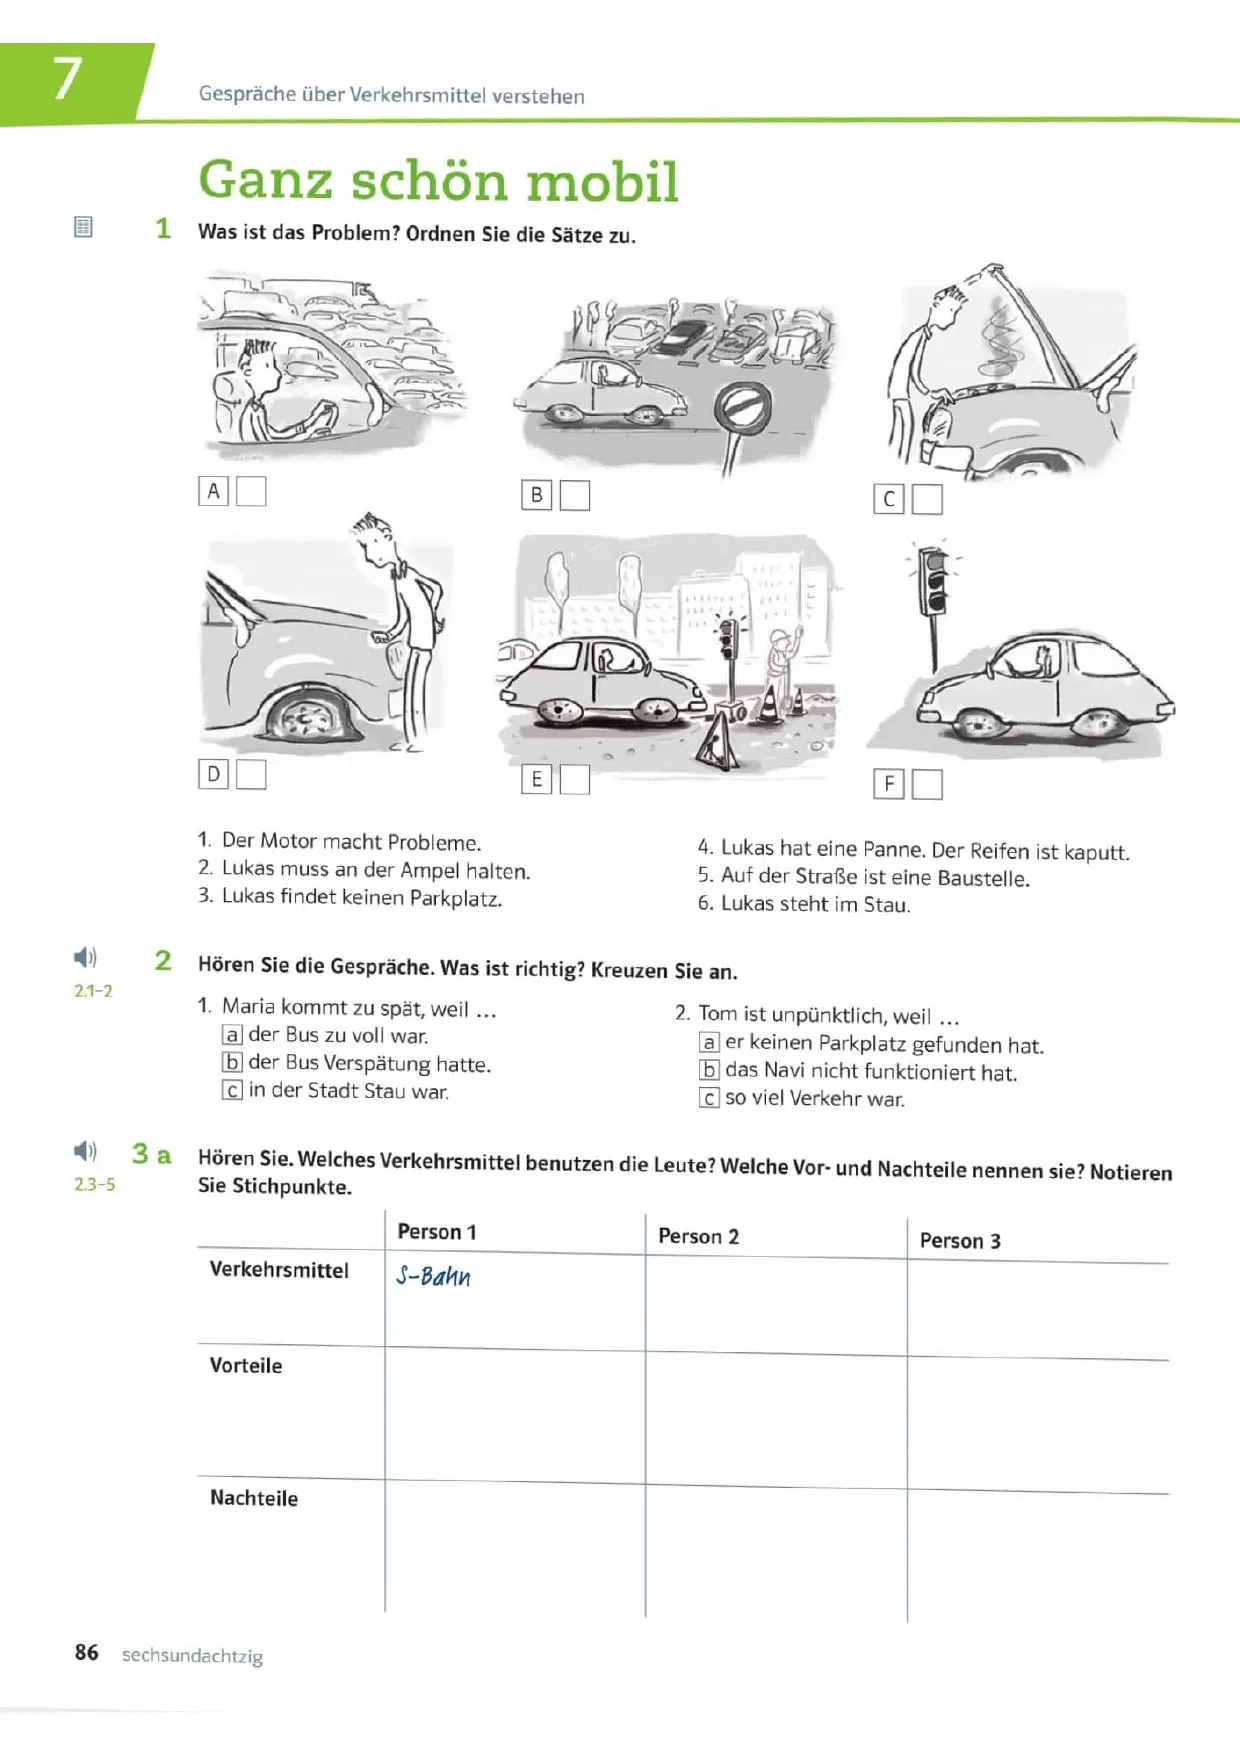 7
Gespräche über Verkehrsmittel verstehen
Ganz schön mobil
1 Was ist das Problem? Ordnen Sie die Sätze zu.
A
B
C
D
E
F
1. Der Motor macht Probleme.
2. Lukas muss an der Ampel halten.
3. Lukas findet keinen Parkplatz.
4. Lukas hat eine Panne. Der Reifen ist kaputt.
5. Auf der Straße ist eine Baustelle.
6. Lukas steht im Stau.
2 Hören Sie die Gespräche. Was ist richtig? Kreuzen Sie an.
2.1–2
1. Maria kommt zu spät, weil ...
a der Bus zu voll war.
b der Bus Verspätung hatte.
c in der Stadt Stau war.
2. Tom ist unpünktlich, weil ...
a er keinen Parkplatz gefunden hat.
b das Navi nicht funktioniert hat.
c so viel Verkehr war.
3 a Hören Sie. Welches Verkehrsmittel benutzen die Leute? Welche Vor- und Nachteile nennen sie? Notieren
2.3–5 Sie Stichpunkte.
Person 1 Person 2 Person 3
Verkehrsmittel S-Bahn
Vorteile
Nachteile
86 sechsundachtzig